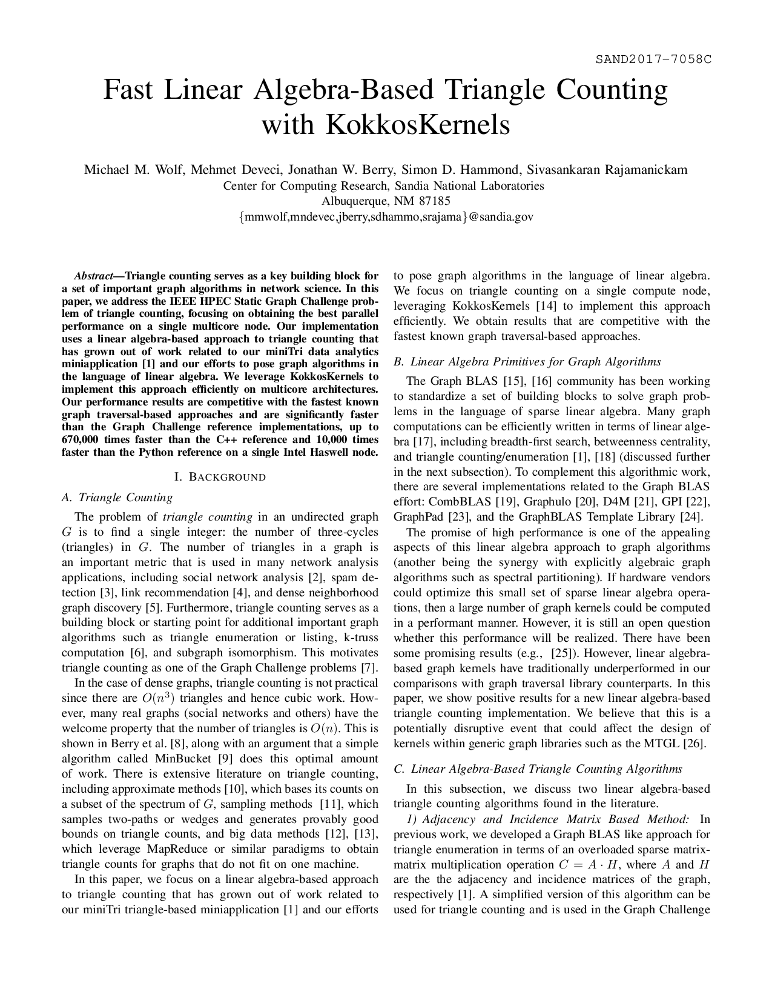 SAND2017-7058C
Fast Linear Algebra-Based Triangle Counting
with KokkosKernels
Michael M. Wolf, Mehmet Deveci, Jonathan W. Berry, Simon D. Hammond, Sivasankaran Rajamanickam
Center for Computing Research, Sandia National Laboratories
Albuquerque, NM 87185
{mmwolf,mndevec,jberry,sdhammo,srajama}@sandia.gov
Abstract—Triangle counting serves as a key building block for
a set of important graph algorithms in network science. In this
paper, we address the IEEE HPEC Static Graph Challenge prob-
lem of triangle counting, focusing on obtaining the best parallel
performance on a single multicore node. Our implementation
uses a linear algebra-based approach to triangle counting that
has grown out of work related to our miniTri data analytics
miniapplication [1] and our efforts to pose graph algorithms in
the language of linear algebra. We leverage KokkosKernels to
implement this approach efficiently on multicore architectures.
Our performance results are competitive with the fastest known
graph traversal-based approaches and are significantly faster
than the Graph Challenge reference implementations, up to
670,000 times faster than the C++ reference and 10,000 times
faster than the Python reference on a single Intel Haswell node.
I. BACKGROUND
A. Triangle Counting
The problem of triangle counting in an undirected graph
G is to find a single integer: the number of three-cycles
(triangles) in G. The number of triangles in a graph is
an important metric that is used in many network analysis
applications, including social network analysis [2], spam de-
tection [3], link recommendation [4], and dense neighborhood
graph discovery [5]. Furthermore, triangle counting serves as a
building block or starting point for additional important graph
algorithms such as triangle enumeration or listing, k-truss
computation [6], and subgraph isomorphism. This motivates
triangle counting as one of the Graph Challenge problems [7].
In the case of dense graphs, triangle counting is not practical
since there are O(n³) triangles and hence cubic work. How-
ever, many real graphs (social networks and others) have the
welcome property that the number of triangles is O(n). This is
shown in Berry et al. [8], along with an argument that a simple
algorithm called MinBucket [9] does this optimal amount
of work. There is extensive literature on triangle counting,
including approximate methods [10], which bases its counts on
a subset of the spectrum of G, sampling methods [11], which
samples two-paths or wedges and generates provably good
bounds on triangle counts, and big data methods [12], [13],
which leverage MapReduce or similar paradigms to obtain
triangle counts for graphs that do not fit on one machine.
In this paper, we focus on a linear algebra-based approach
to triangle counting that has grown out of work related to
our miniTri triangle-based miniapplication [1] and our efforts
to pose graph algorithms in the language of linear algebra.
We focus on triangle counting on a single compute node,
leveraging KokkosKernels [14] to implement this approach
efficiently. We obtain results that are competitive with the
fastest known graph traversal-based approaches.
B. Linear Algebra Primitives for Graph Algorithms
The Graph BLAS [15], [16] community has been working
to standardize a set of building blocks to solve graph prob-
lems in the language of sparse linear algebra. Many graph
computations can be efficiently written in terms of linear alge-
bra [17], including breadth-first search, betweenness centrality,
and triangle counting/enumeration [1], [18] (discussed further
in the next subsection). To complement this algorithmic work,
there are several implementations related to the Graph BLAS
effort: CombBLAS [19], Graphulo [20], D4M [21], GPI [22],
GraphPad [23], and the GraphBLAS Template Library [24].
The promise of high performance is one of the appealing
aspects of this linear algebra approach to graph algorithms
(another being the synergy with explicitly algebraic graph
algorithms such as spectral partitioning). If hardware vendors
could optimize this small set of sparse linear algebra opera-
tions, then a large number of graph kernels could be computed
in a performant manner. However, it is still an open question
whether this performance will be realized. There have been
some promising results (e.g., [25]). However, linear algebra-
based graph kernels have traditionally underperformed in our
comparisons with graph traversal library counterparts. In this
paper, we show positive results for a new linear algebra-based
triangle counting implementation. We believe that this is a
potentially disruptive event that could affect the design of
kernels within generic graph libraries such as the MTGL [26].
C. Linear Algebra-Based Triangle Counting Algorithms
In this subsection, we discuss two linear algebra-based
triangle counting algorithms found in the literature.
1) Adjacency and Incidence Matrix Based Method: In
previous work, we developed a Graph BLAS like approach for
triangle enumeration in terms of an overloaded sparse matrix-
matrix multiplication operation C = A · H, where A and H
are the the adjacency and incidence matrices of the graph,
respectively [1]. A simplified version of this algorithm can be
used for triangle counting and is used in the Graph Challenge